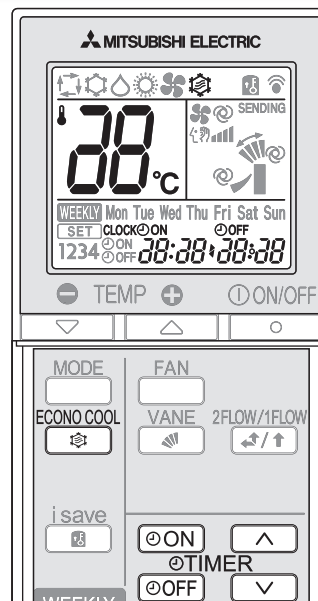 MITSUBISHI ELECTRIC
SENDING
88°C
WEEKLY Mon Tue Wed Thu Fri Sat Sun
SET CLOCK ON OFF
1234 ON OFF 88:88 88:88
TEMP ON/OFF
MODE FAN
ECONO COOL VANE 2FLOW/1FLOW
i save
ON
TIMER
OFF
WEEKLY